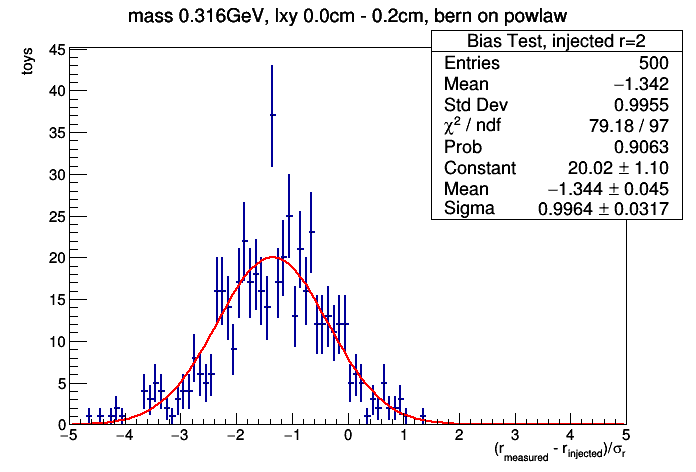 mass 0.316GeV, lxy 0.0cm - 0.2cm, bern on powlaw
toys
Bias Test, injected r=2
Entries 500
Mean −1.342
Std Dev 0.9955
χ² / ndf 79.18 / 97
Prob 0.9063
Constant 20.02 ± 1.10
Mean −1.344 ± 0.045
Sigma 0.9964 ± 0.0317
45
40
35
30
25
20
15
10
5
0
−5 −4 −3 −2 −1 0 1 2 3 4 5
(r_measured - r_injected)/σ_r